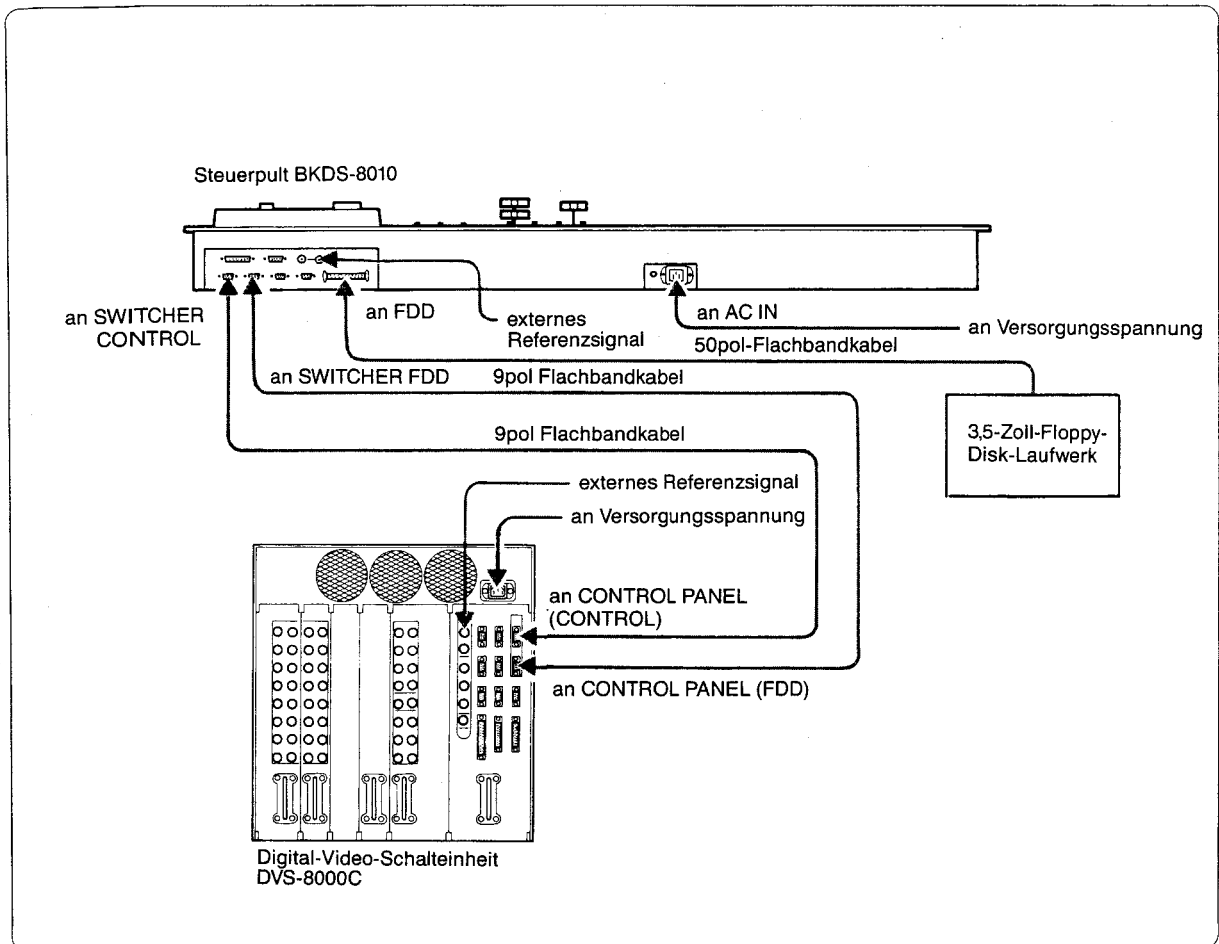 Steuerpult BKDS-8010
an SWITCHER
CONTROL
an FDD
externes
Referenzsignal
an AC IN
an Versorgungsspannung
50pol-Flachbandkabel
an SWITCHER FDD
9pol Flachbandkabel
3,5-Zoll-Floppy-
Disk-Laufwerk
9pol Flachbandkabel
externes Referenzsignal
an Versorgungsspannung
an CONTROL PANEL
(CONTROL)
an CONTROL PANEL (FDD)
Digital-Video-Schalteinheit
DVS-8000C